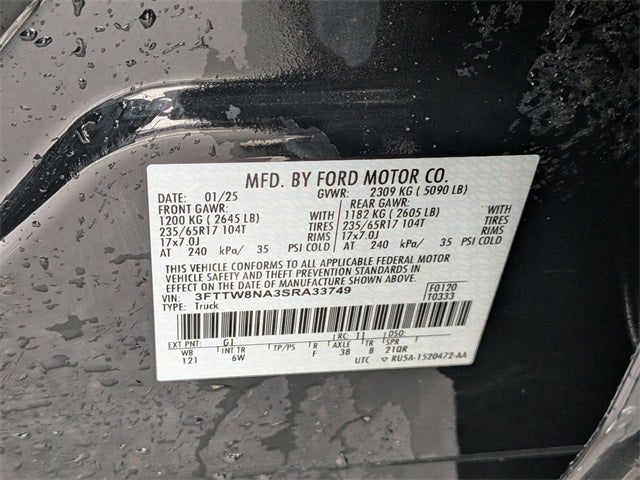 MFD. BY FORD MOTOR CO.
DATE: 01/25 GVWR: 2309 KG ( 5090 LB)
FRONT GAWR: REAR GAWR:
1200 KG ( 2645 LB) WITH 1182 KG ( 2605 LB) WITH
235/65R17 104T TIRES 235/65R17 104T TIRES
17x7.0J RIMS 17x7.0J RIMS
AT 240 kPa/ 35 PSI COLD AT 240 kPa/ 35 PSI COLD
THIS VEHICLE CONFORMS TO ALL APPLICABLE FEDERAL MOTOR
VEHICLE SAFETY AND THEFT PREVENTION STANDARDS IN EFFECT
ON THE DATE OF MANUFACTURE SHOWN ABOVE.
VIN: 3FTTW8NA3SRA33749 F0120
TYPE: Truck T0333
EXT PNT: G1 RC: 11 DSO:
WB INT TR TP/PS R AX TR SPR
121 6W F 38 8 21QR
UTC ▽ RU5A-1520472-AA